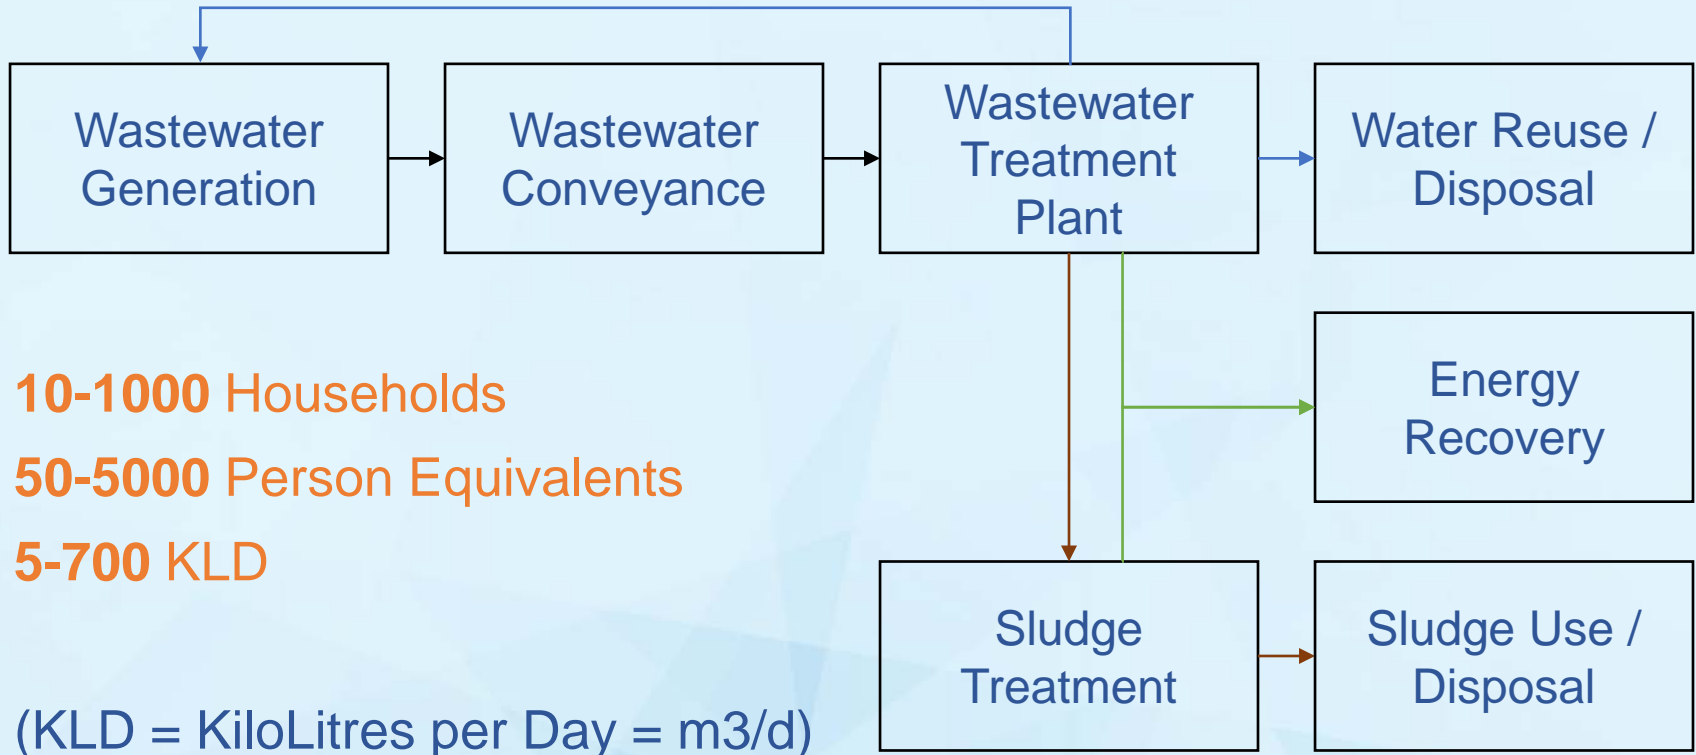 Wastewater
Generation
Wastewater
Conveyance
Wastewater
Treatment
Plant
Water Reuse /
Disposal
Energy
Recovery
10-1000 Households
50-5000 Person Equivalents
5-700 KLD
Sludge
Treatment
Sludge Use /
Disposal
(KLD = KiloLitres per Day = m3/d)